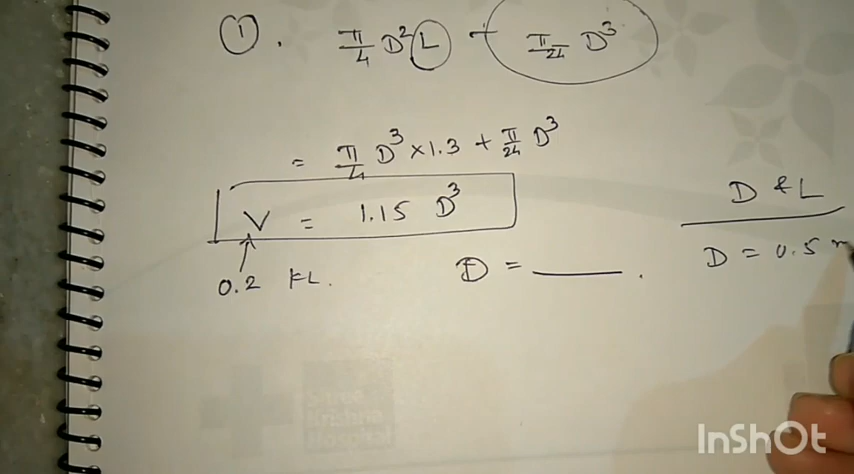 ① . π/4 D² L + π/24 D³
= π/4 D³ × 1.3 + π/24 D³
V = 1.15 D³
0.2 KL.
D = ____ .
D & L
D = 0.5 m
InShOt